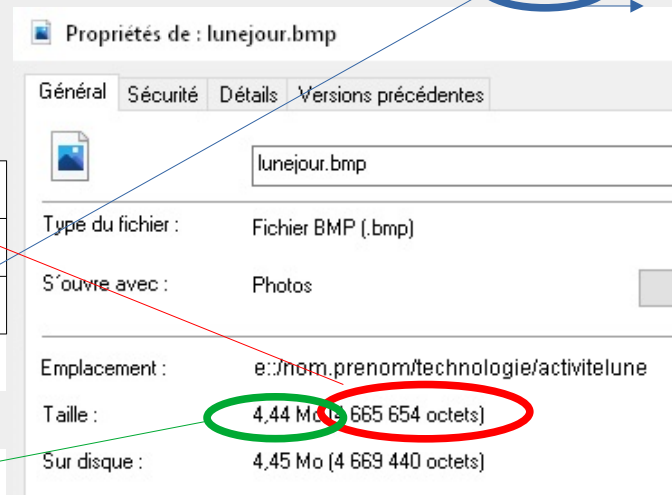 Propriétés de : lunejour.bmp
Général Sécurité Détails Versions précédentes
lunejour.bmp
Type du fichier : Fichier BMP (.bmp)
S´ouvre avec : Photos
Emplacement : e::/nom.prenom/technologie/activitelune
Taille : 4,44 Mo (4 665 654 octets)
Sur disque : 4,45 Mo (4 669 440 octets)